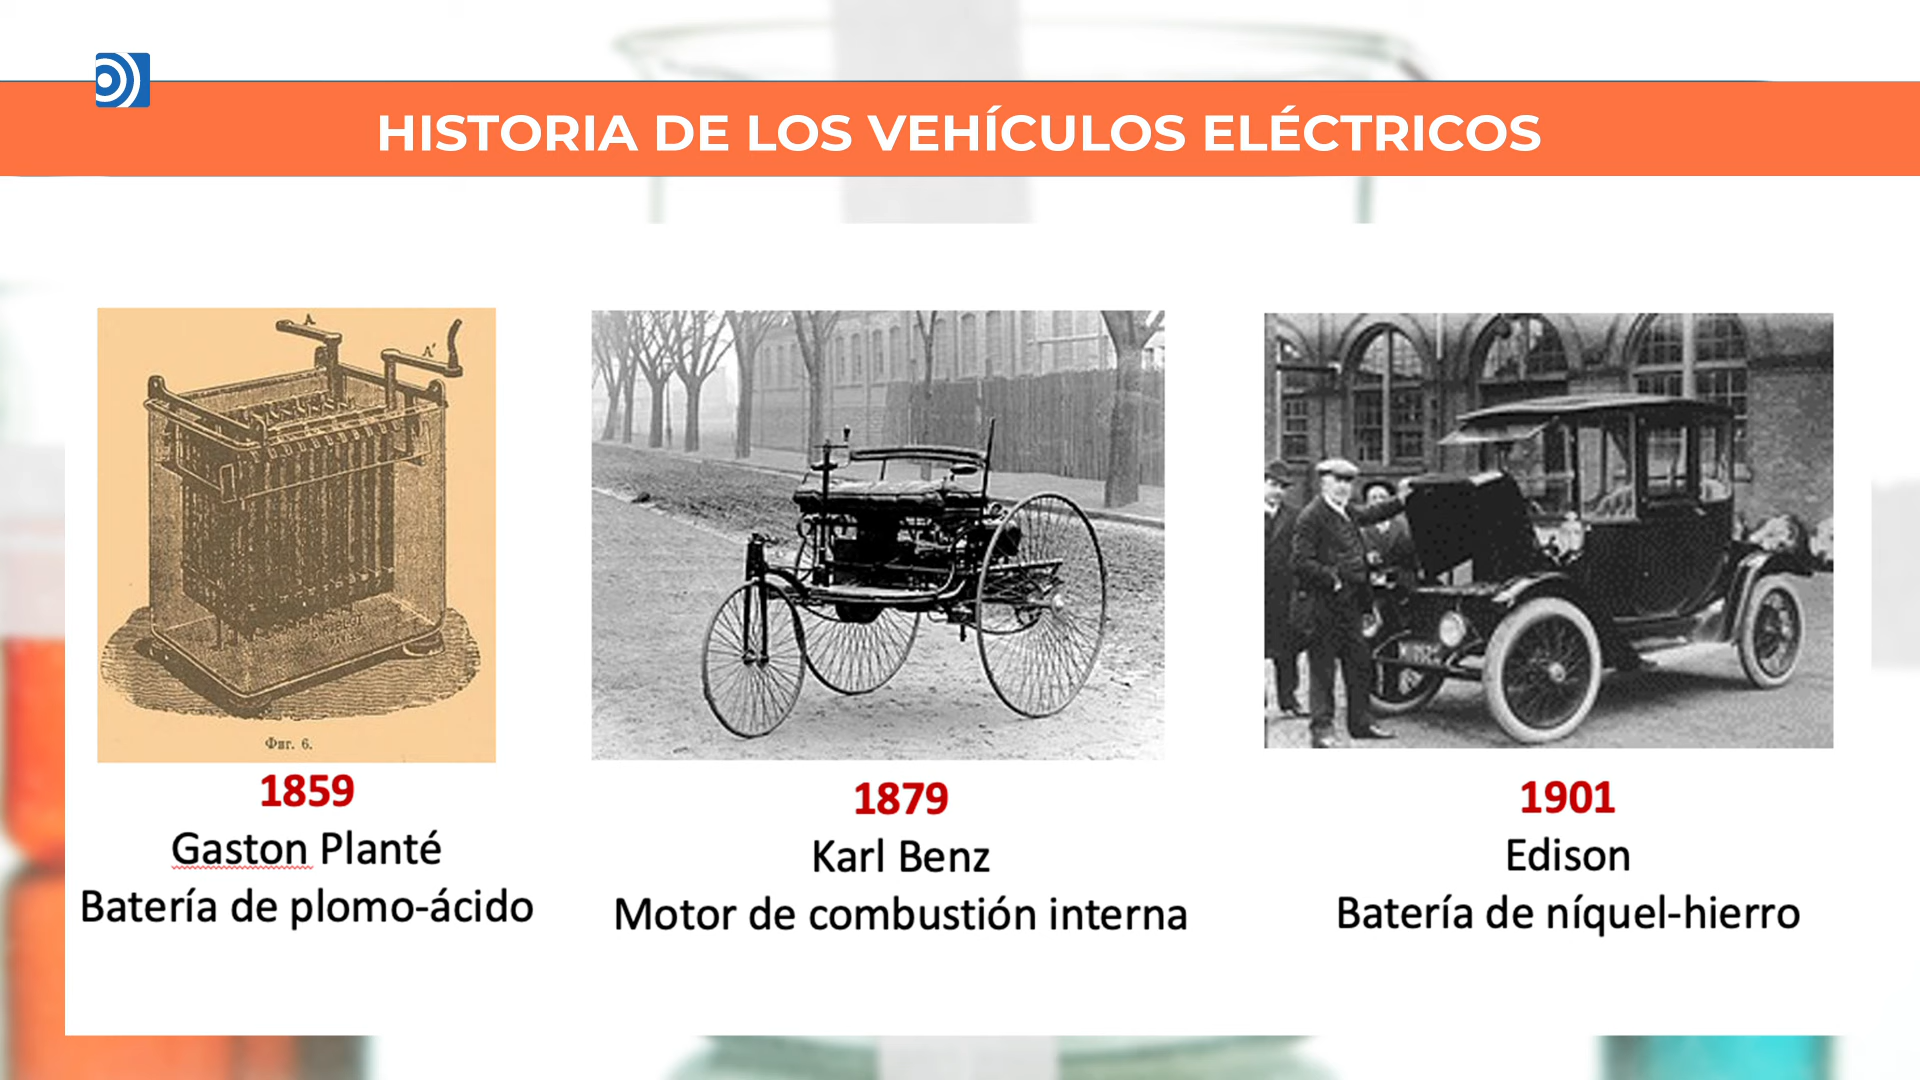 HISTORIA DE LOS VEHÍCULOS ELÉCTRICOS
A
A'
Фиг. 6.
1859
Gaston Planté
Batería de plomo-ácido
1879
Karl Benz
Motor de combustión interna
1901
Edison
Batería de níquel-hierro